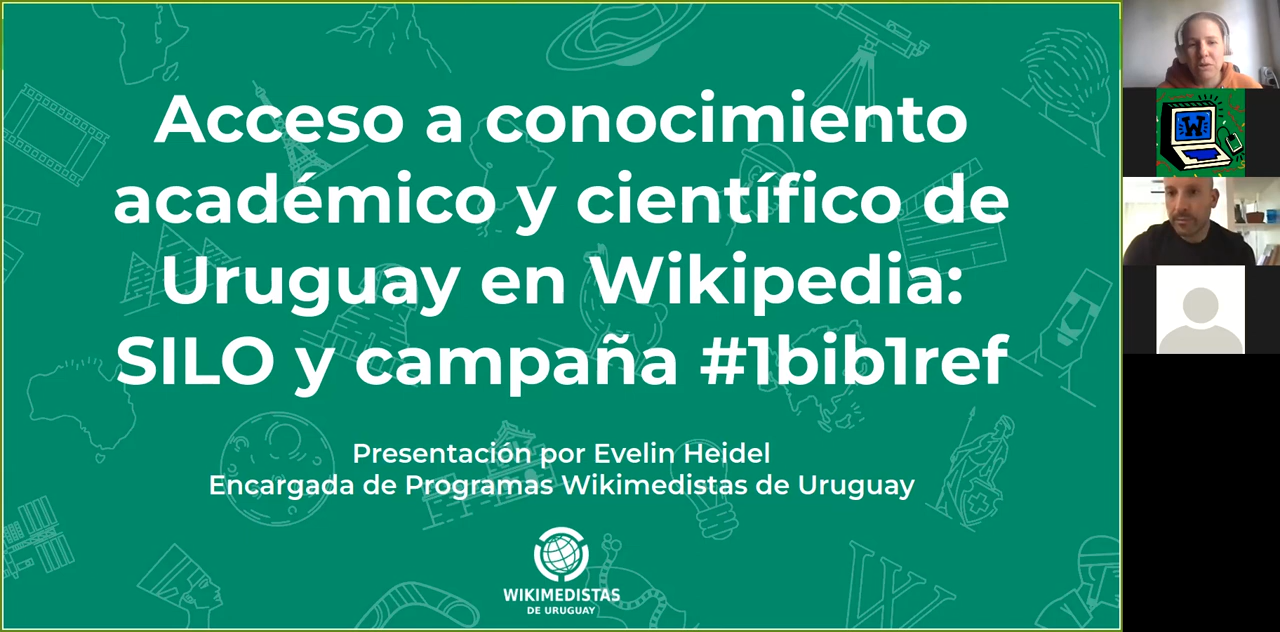 Acceso a conocimiento
académico y científico de
Uruguay en Wikipedia:
SILO y campaña #1bib1ref
Presentación por Evelin Heidel
Encargada de Programas Wikimedistas de Uruguay
WIKIMEDISTAS
DE URUGUAY
W